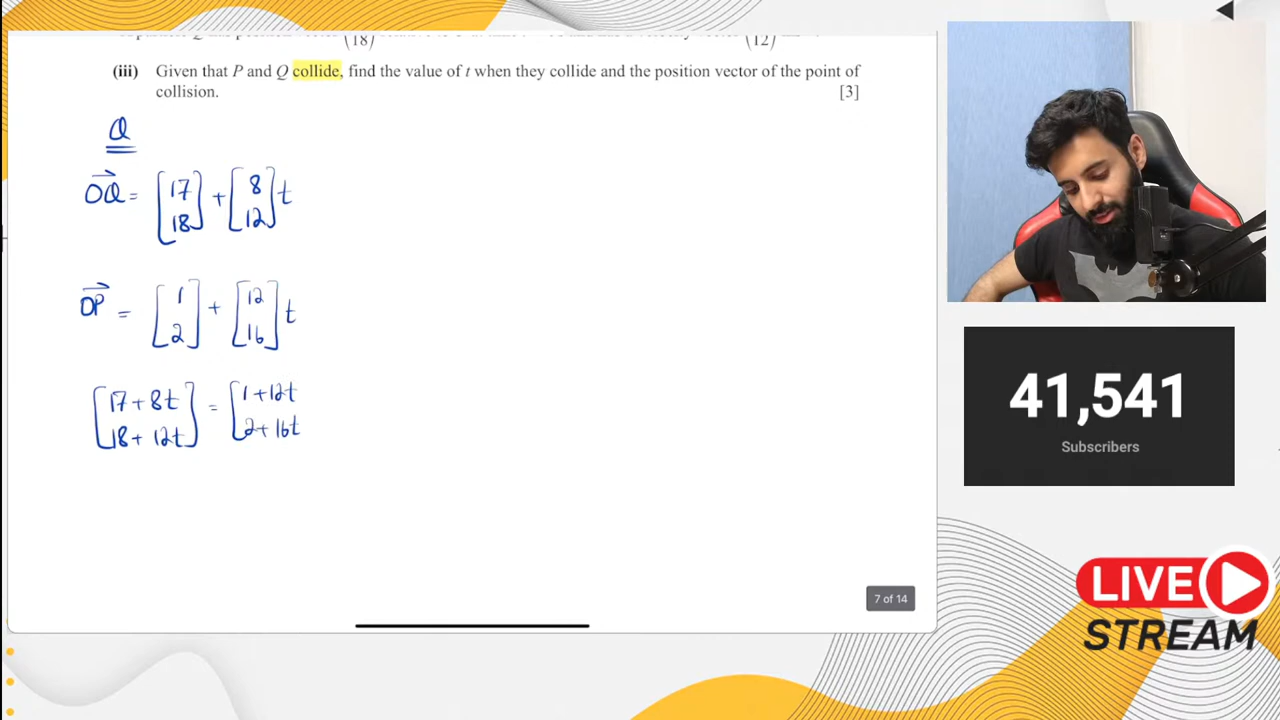 (18)
(12)
(iii) Given that P and Q collide, find the value of t when they collide and the position vector of the point of
collision. [3]
Q
OQ = [17 18] + [8 12] t
OP = [1 2] + [12 16] t
[17 + 8t 18 + 12t] = [1 + 12t 2 + 16t
7 of 14
41,541
Subscribers
LIVE
STREAM